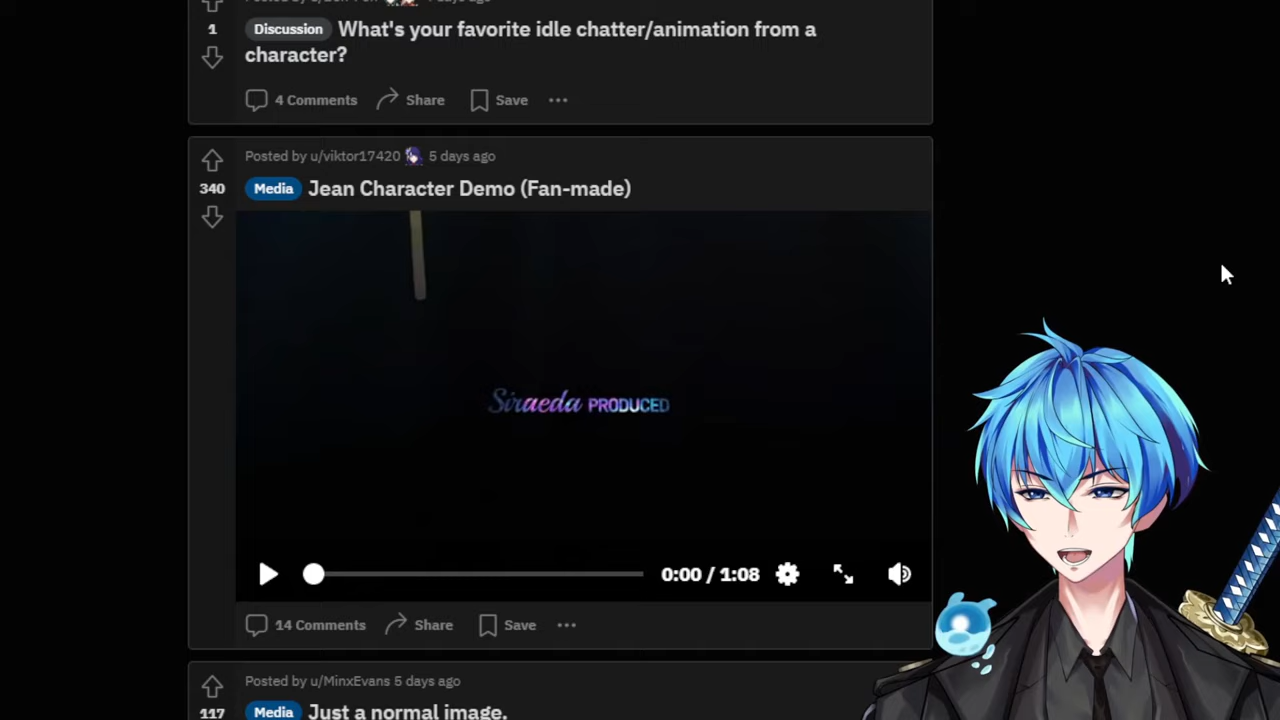 1
Discussion What's your favorite idle chatter/animation from a
character?
4 Comments Share Save
Posted by u/viktor17420 5 days ago
340
Media Jean Character Demo (Fan-made)
Siraeda PRODUCED
0:00 / 1:08
14 Comments Share Save
Posted by u/MinxEvans 5 days ago
117
Media Just a normal image.